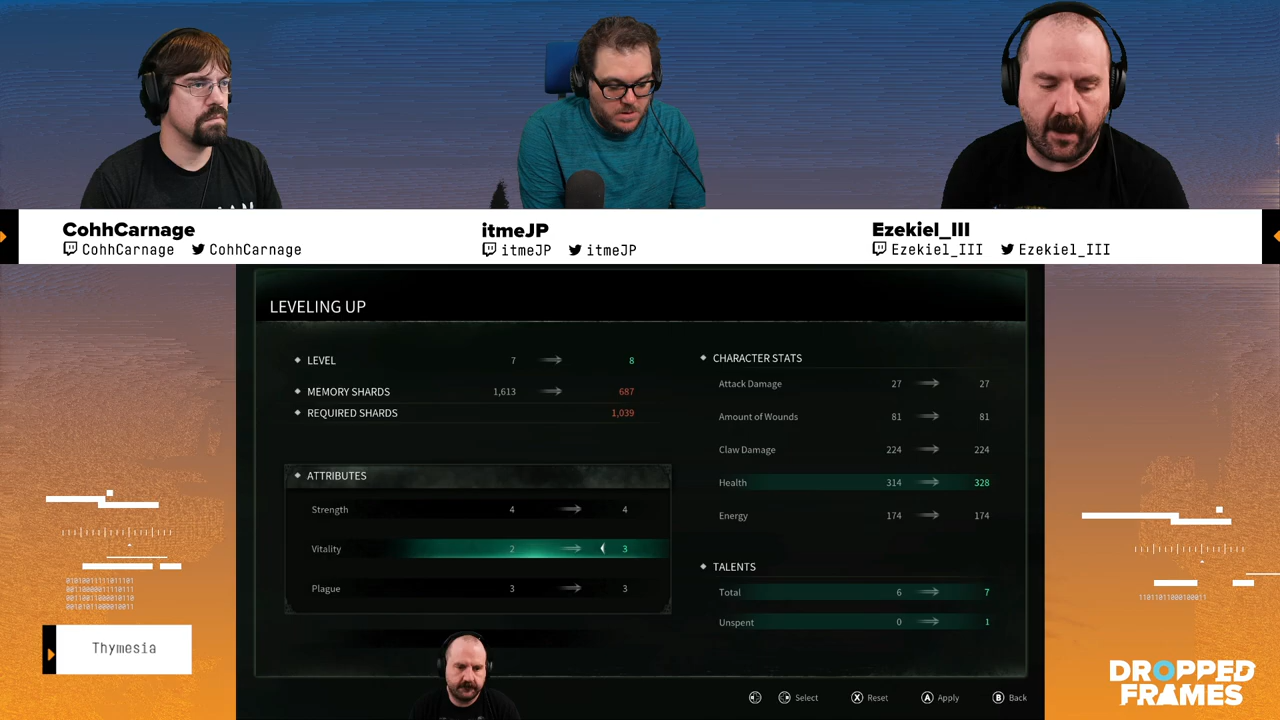 CohhCarnage
CohhCarnage CohhCarnage
itmeJP
itmeJP itmeJP
Ezekiel_III
Ezekiel_III Ezekiel_III
LEVELING UP
LEVEL 7 8
MEMORY SHARDS 1,613 687
REQUIRED SHARDS 1,039
ATTRIBUTES
Strength 4 4
Vitality 2 3
Plague 3 3
CHARACTER STATS
Attack Damage 27 27
Amount of Wounds 81 81
Claw Damage 224 224
Health 314 328
Energy 174 174
TALENTS
Total 6 7
Unspent 0 1
Select X Reset A Apply B Back
Thymesia
DROPPED
FRAMES